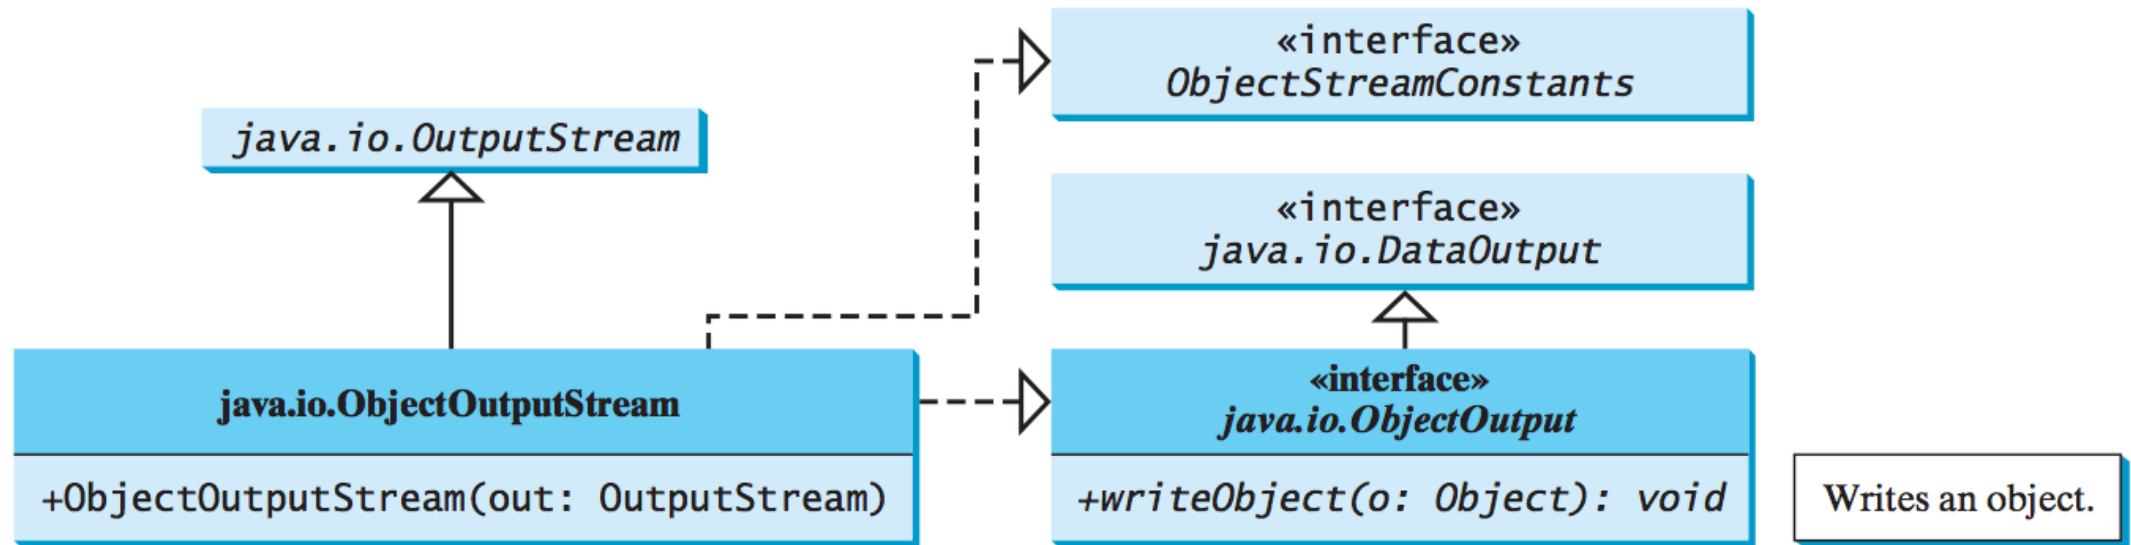 «interface»
ObjectStreamConstants
java.io.OutputStream
«interface»
java.io.DataOutput
java.io.ObjectOutputStream
+ObjectOutputStream(out: OutputStream)
«interface»
java.io.ObjectOutput
+writeObject(o: Object): void
Writes an object.